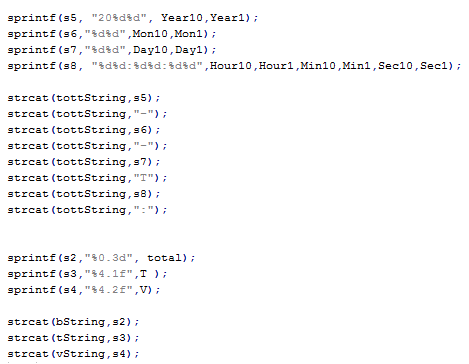 sprintf(s5, "20%d%d", Year10,Year1);
sprintf(s6,"%d%d",Mon10,Mon1);
sprintf(s7,"%d%d",Day10,Day1);
sprintf(s8, "%d%d:%d%d:%d%d",Hour10,Hour1,Min10,Min1,Sec10,Sec1);
strcat(tottString,s5);
strcat(tottString,"-");
strcat(tottString,s6);
strcat(tottString,"-");
strcat(tottString,s7);
strcat(tottString,"T");
strcat(tottString,s8);
strcat(tottString,":");
sprintf(s2,"%0.3d", total);
sprintf(s3,"%4.1f",T );
sprintf(s4,"%4.2f",V);
strcat(bString,s2);
strcat(tString,s3);
strcat(vString,s4);